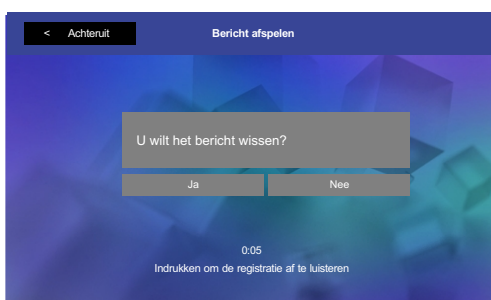 < Achteruit Bericht afspelen
U wilt het bericht wissen?
Ja Nee
0:05
Indrukken om de registratie af te luisteren